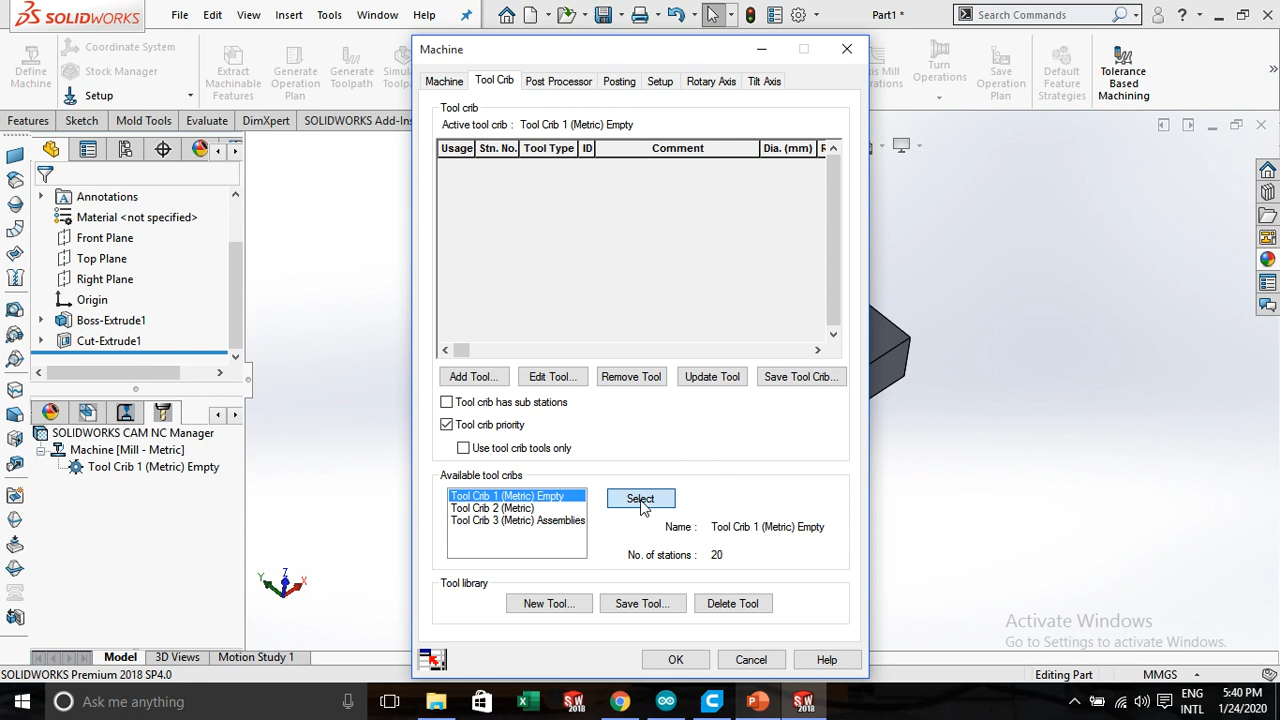 SOLIDWORKS File Edit View Insert Tools Window Help Part1 * Search Commands ?
Define Machine
Coordinate System
Stock Manager
Setup
Extract Machinable Features
Generate Operation Plan
Generate Toolpath
Turn Operations
Save Operation Plan
Default Feature Strategies
Tolerance Based Machining
Features Sketch Mold Tools Evaluate DimXpert SOLIDWORKS Add-Ins
Annotations
Material <not specified>
Front Plane
Top Plane
Right Plane
Origin
Boss-Extrude1
Cut-Extrude1
SOLIDWORKS CAM NC Manager
Machine [Mill - Metric]
Tool Crib 1 (Metric) Empty
Machine
Machine Tool Crib Post Processor Posting Setup Rotary Axis Tilt Axis
Tool crib
Active tool crib : Tool Crib 1 (Metric) Empty
Usage Stn. No. Tool Type ID Comment Dia. (mm)
Add Tool... Edit Tool... Remove Tool Update Tool Save Tool Crib...
Tool crib has sub stations
Tool crib priority
Use tool crib tools only
Available tool cribs
Tool Crib 1 (Metric) Empty
Tool Crib 2 (Metric)
Tool Crib 3 (Metric) Assemblies
Select
Name : Tool Crib 1 (Metric) Empty
No. of stations : 20
Tool library
New Tool... Save Tool... Delete Tool
OK Cancel Help
Z
Y X
Activate Windows
Go to Settings to activate Windows.
Model 3D Views Motion Study 1
SOLIDWORKS Premium 2018 SP4.0 Editing Part MMGS
Ask me anything
ENG
INTL
5:40 PM
1/24/2020